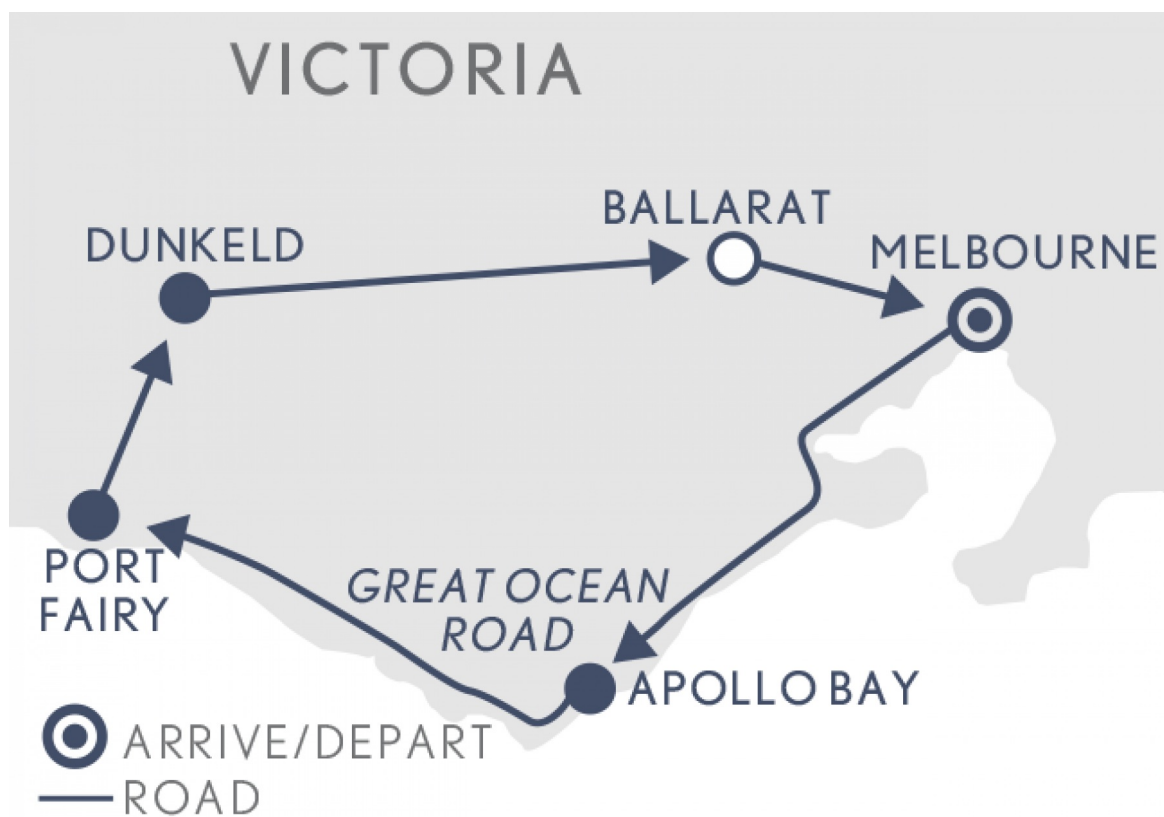 VICTORIA
BALLARAT
DUNKELD
MELBOURNE
PORT
FAIRY
GREAT OCEAN
ROAD
APOLLO BAY
ARRIVE/DEPART
ROAD